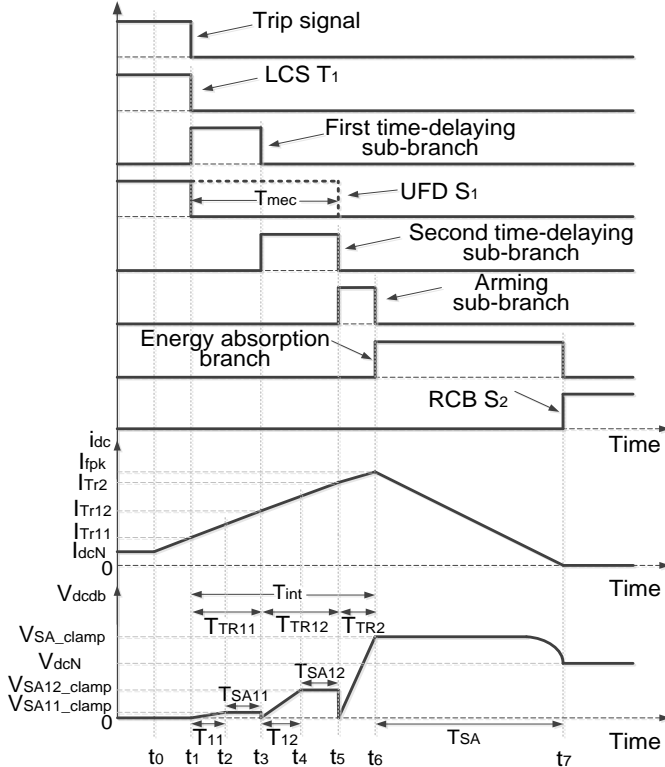 Trip signal
LCS T1
First time-delaying
sub-branch
Tmec
UFD S1
Second time-delaying
sub-branch
Arming
sub-branch
Energy absorption
branch
RCB S2
idc
Time
Ifpk
ITr2
ITr12
ITr11
IdcN
0
Time
Vdcdb
Tint
TTR11
TTR12
TTR2
VSA_clamp
VdcN
VSA12_clamp
VSA11_clamp
TSA11
TSA12
0
T11
T12
TSA
Time
t0 t1 t2 t3 t4 t5 t6 t7